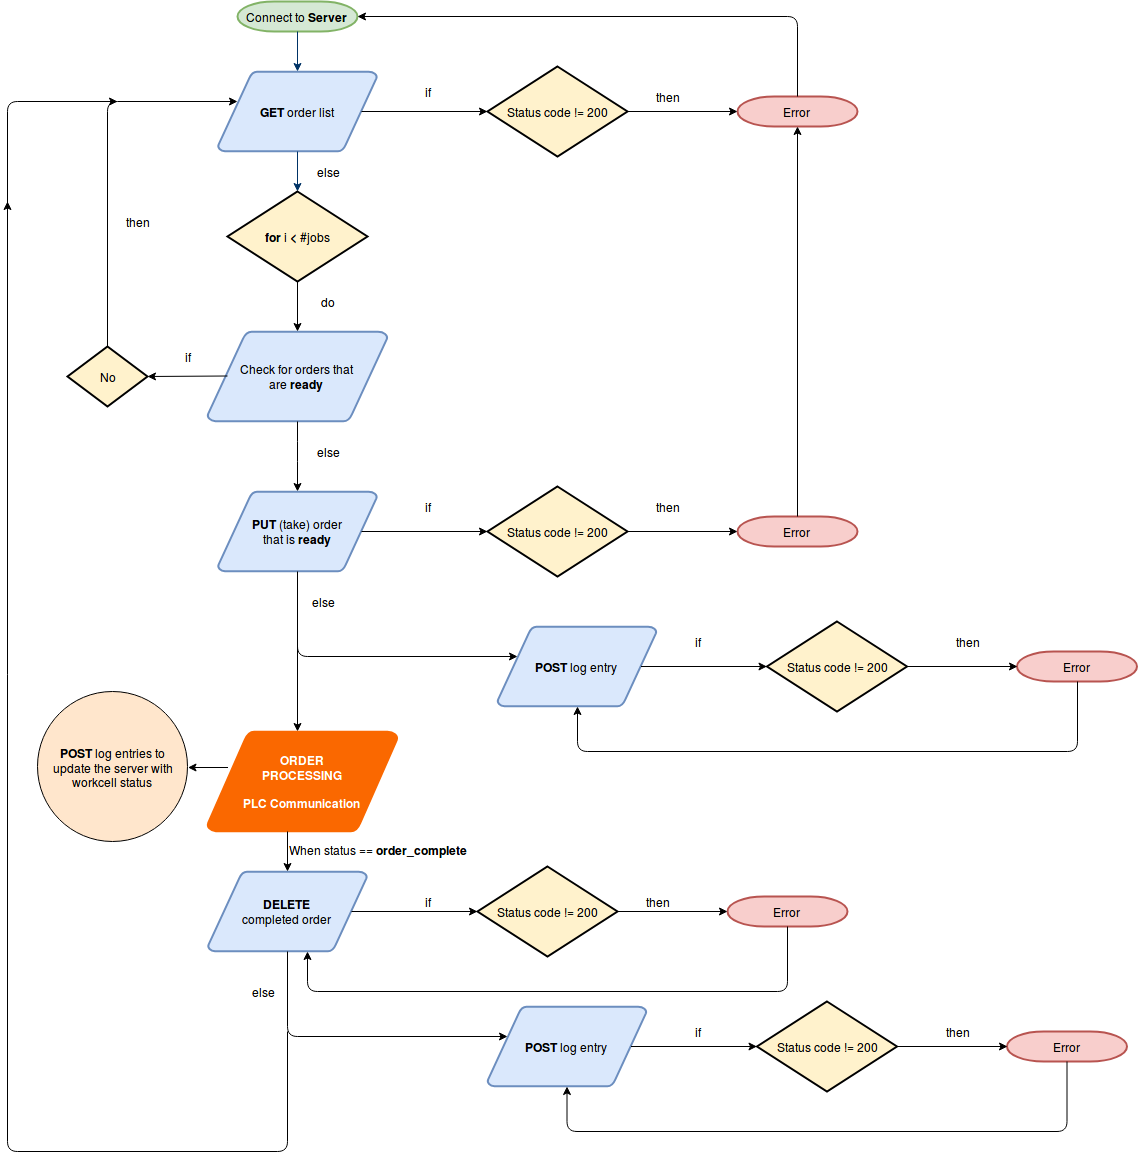 Connect to Server
GET order list
if
Status code != 200
then
Error
else
for i < #jobs
then
do
Check for orders that
are ready
if
No
else
PUT (take) order
that is ready
if
Status code != 200
then
Error
else
POST log entry
if
Status code != 200
then
Error
POST log entries to
update the server with
workcell status
ORDER
PROCESSING
PLC Communication
When status == order_complete
DELETE
completed order
if
Status code != 200
then
Error
else
POST log entry
if
Status code != 200
then
Error